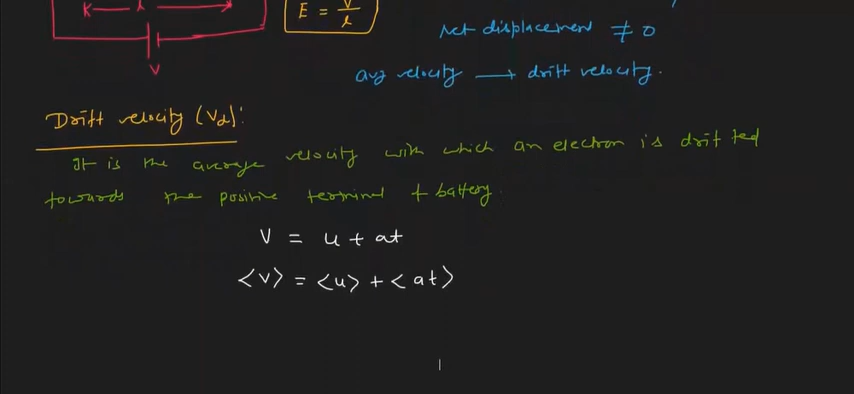 K l
V
E = V/l
net displacement ≠ 0
avg velocity → drift velocity.
Drift velocity (Vd):
It is the average velocity with which an electron is drifted
towards the positive terminal of battery.
V = u + at
<v> = <u> + <at>